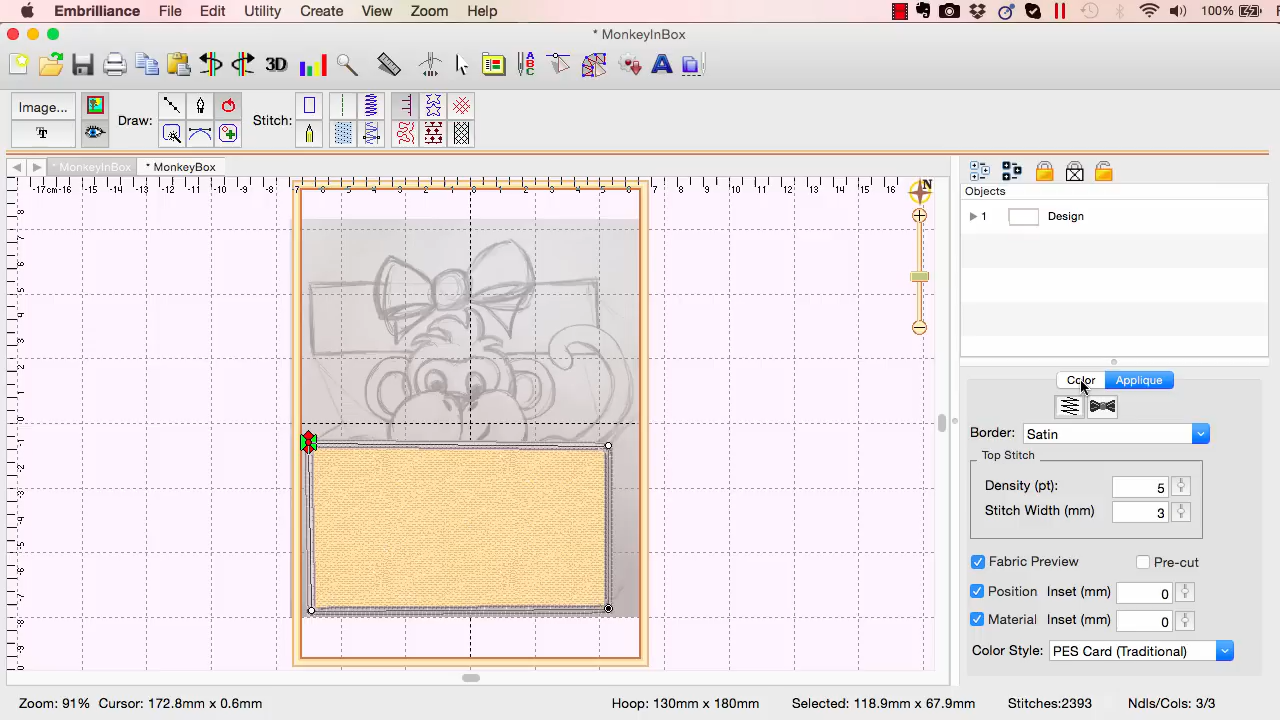 Embrilliance File Edit Utility Create View Zoom Help 100%
* MonkeyInBox
3D ABC A
Image... Draw: Stitch:
T
* MonkeyInBox * MonkeyBox
N
Objects
1 Design
Color Applique
Border: Satin
Top Stitch
Density (pt): 5
Stitch Width (mm) 3
Fabric Preview Pre-cut
Position Inset (mm) 0
Material Inset (mm) 0
Color Style: PES Card (Traditional)
Zoom: 91% Cursor: 172.8mm x 0.6mm Hoop: 130mm x 180mm Selected: 118.9mm x 67.9mm Stitches:2393 Ndls/Cols: 3/3